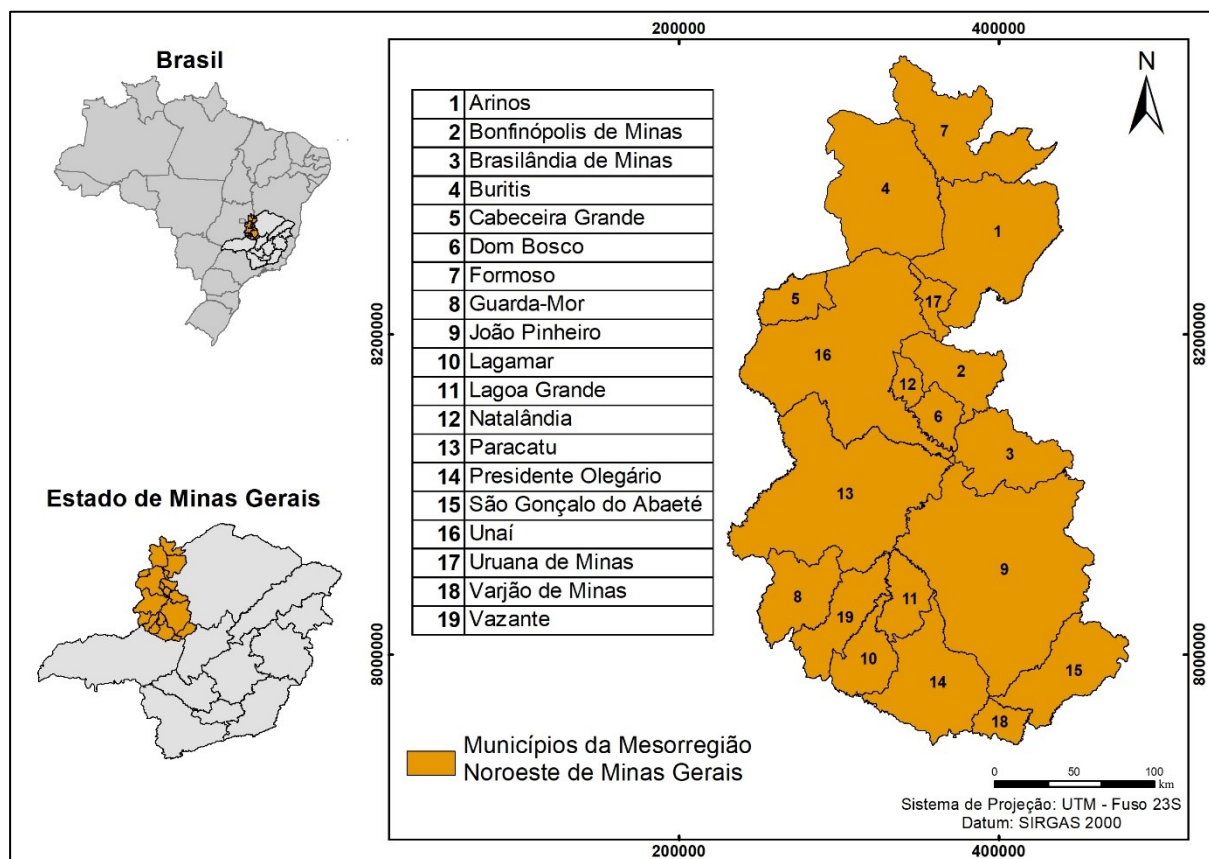 200000
400000
Brasil
N
1 Arinos
2 Bonfinópolis de Minas
3 Brasilândia de Minas
4 Buritis
5 Cabeceira Grande
6 Dom Bosco
7 Formoso
8 Guarda-Mor
9 João Pinheiro
10 Lagamar
11 Lagoa Grande
12 Natalândia
13 Paracatu
14 Presidente Olegário
15 São Gonçalo do Abaeté
16 Unaí
17 Uruana de Minas
18 Varjão de Minas
19 Vazante
7
4
1
5
17
16
2
12
6
3
13
9
8
11
19
10
14
15
18
8200000
8200000
8000000
8000000
Estado de Minas Gerais
Municípios da Mesorregião
Noroeste de Minas Gerais
0 50 100
km
Sistema de Projeção: UTM - Fuso 23S
Datum: SIRGAS 2000
200000
400000